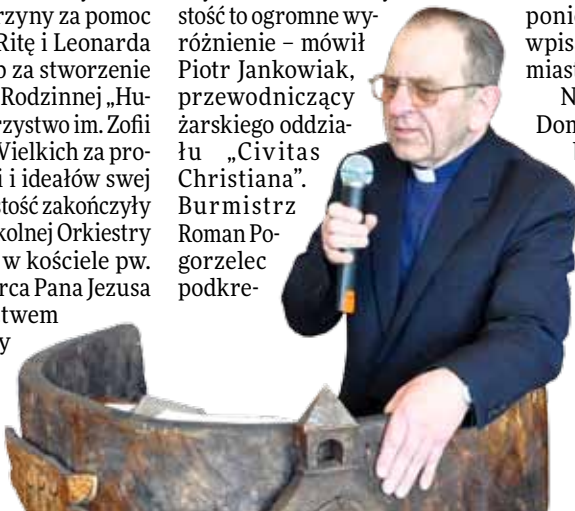 rzyny za pomoc
Ritę i Leonarda
za stworzenie
Rodzinnej „Hu-
rzystwo im. Zofii
Wielkich za pro-
i i ideałów swej
stość zakończyły
kolnej Orkiestry
w kościele pw.
rca Pana Jezusa
twem
y
stość to ogromne wy-
różnienie – mówił
Piotr Jankowiak,
przewodniczący
żarskiego oddzia-
łu „Civitas
Christiana”.
Burmistrz
Roman Po-
gorzelec
podkre-
poni
wpis
miast
N
Dom